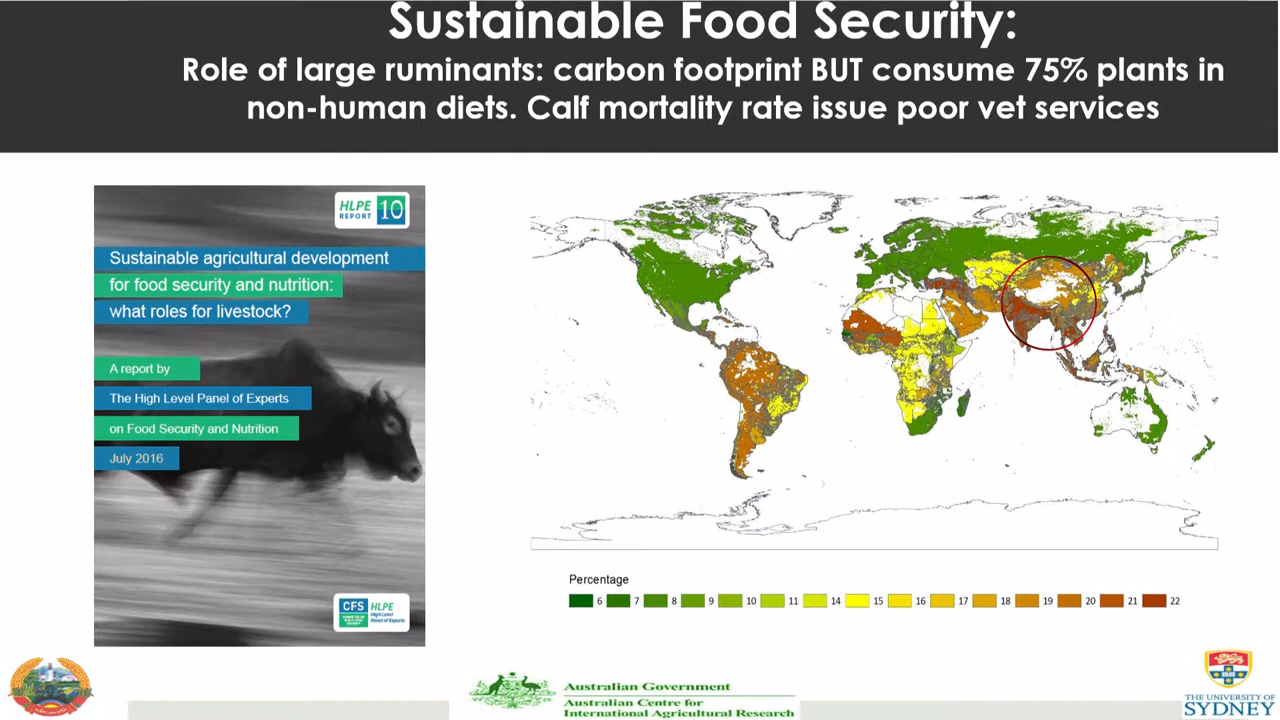 Sustainable Food Security:
Role of large ruminants: carbon footprint BUT consume 75% plants in
non-human diets. Calf mortality rate issue poor vet services
HLPE
REPORT 10
Sustainable agricultural development
for food security and nutrition:
what roles for livestock?
A report by
The High Level Panel of Experts
on Food Security and Nutrition
July 2016
CFS HLPE
High Level
Panel of Experts
Percentage
6 7 8 9 10 11 14 15 16 17 18 19 20 21 22
Australian Government
Australian Centre for
International Agricultural Research
THE UNIVERSITY OF
SYDNEY